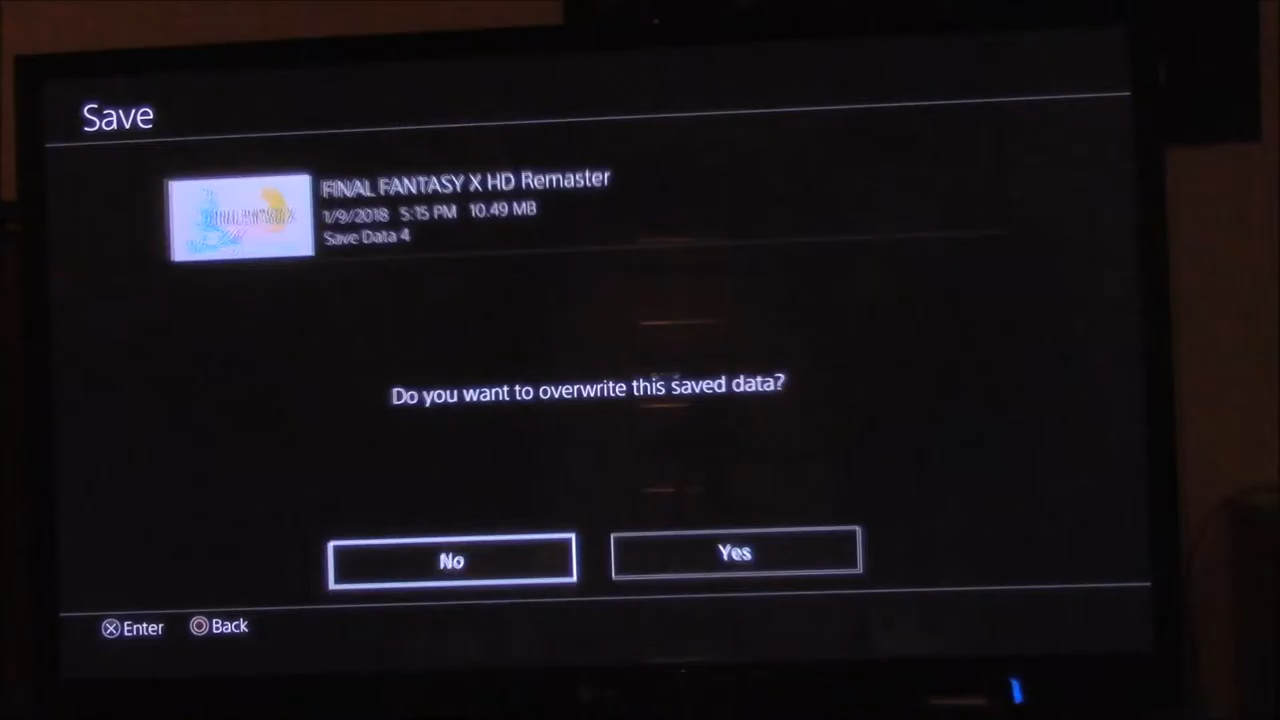 Save
FINAL FANTASY X HD Remaster
1/9/2018 5:15 PM 10.49 MB
Save Data 4
Do you want to overwrite this saved data?
No Yes
Enter Back